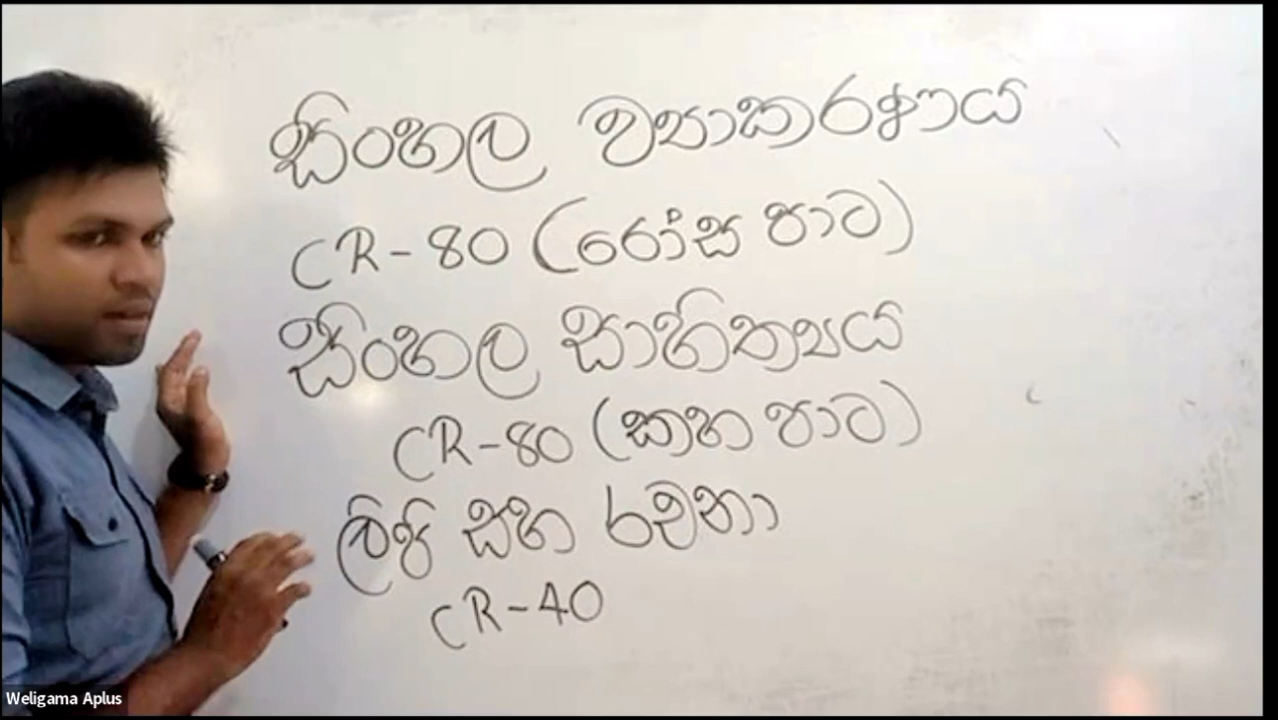 සිංහල ව්‍යාකරණය
CR-80 (රෝස පාට)
සිංහල සාහිත්‍යය
CR-80 (කහ පාට)
ලිපි සහ රචනා
CR-40
Weligama Aplus